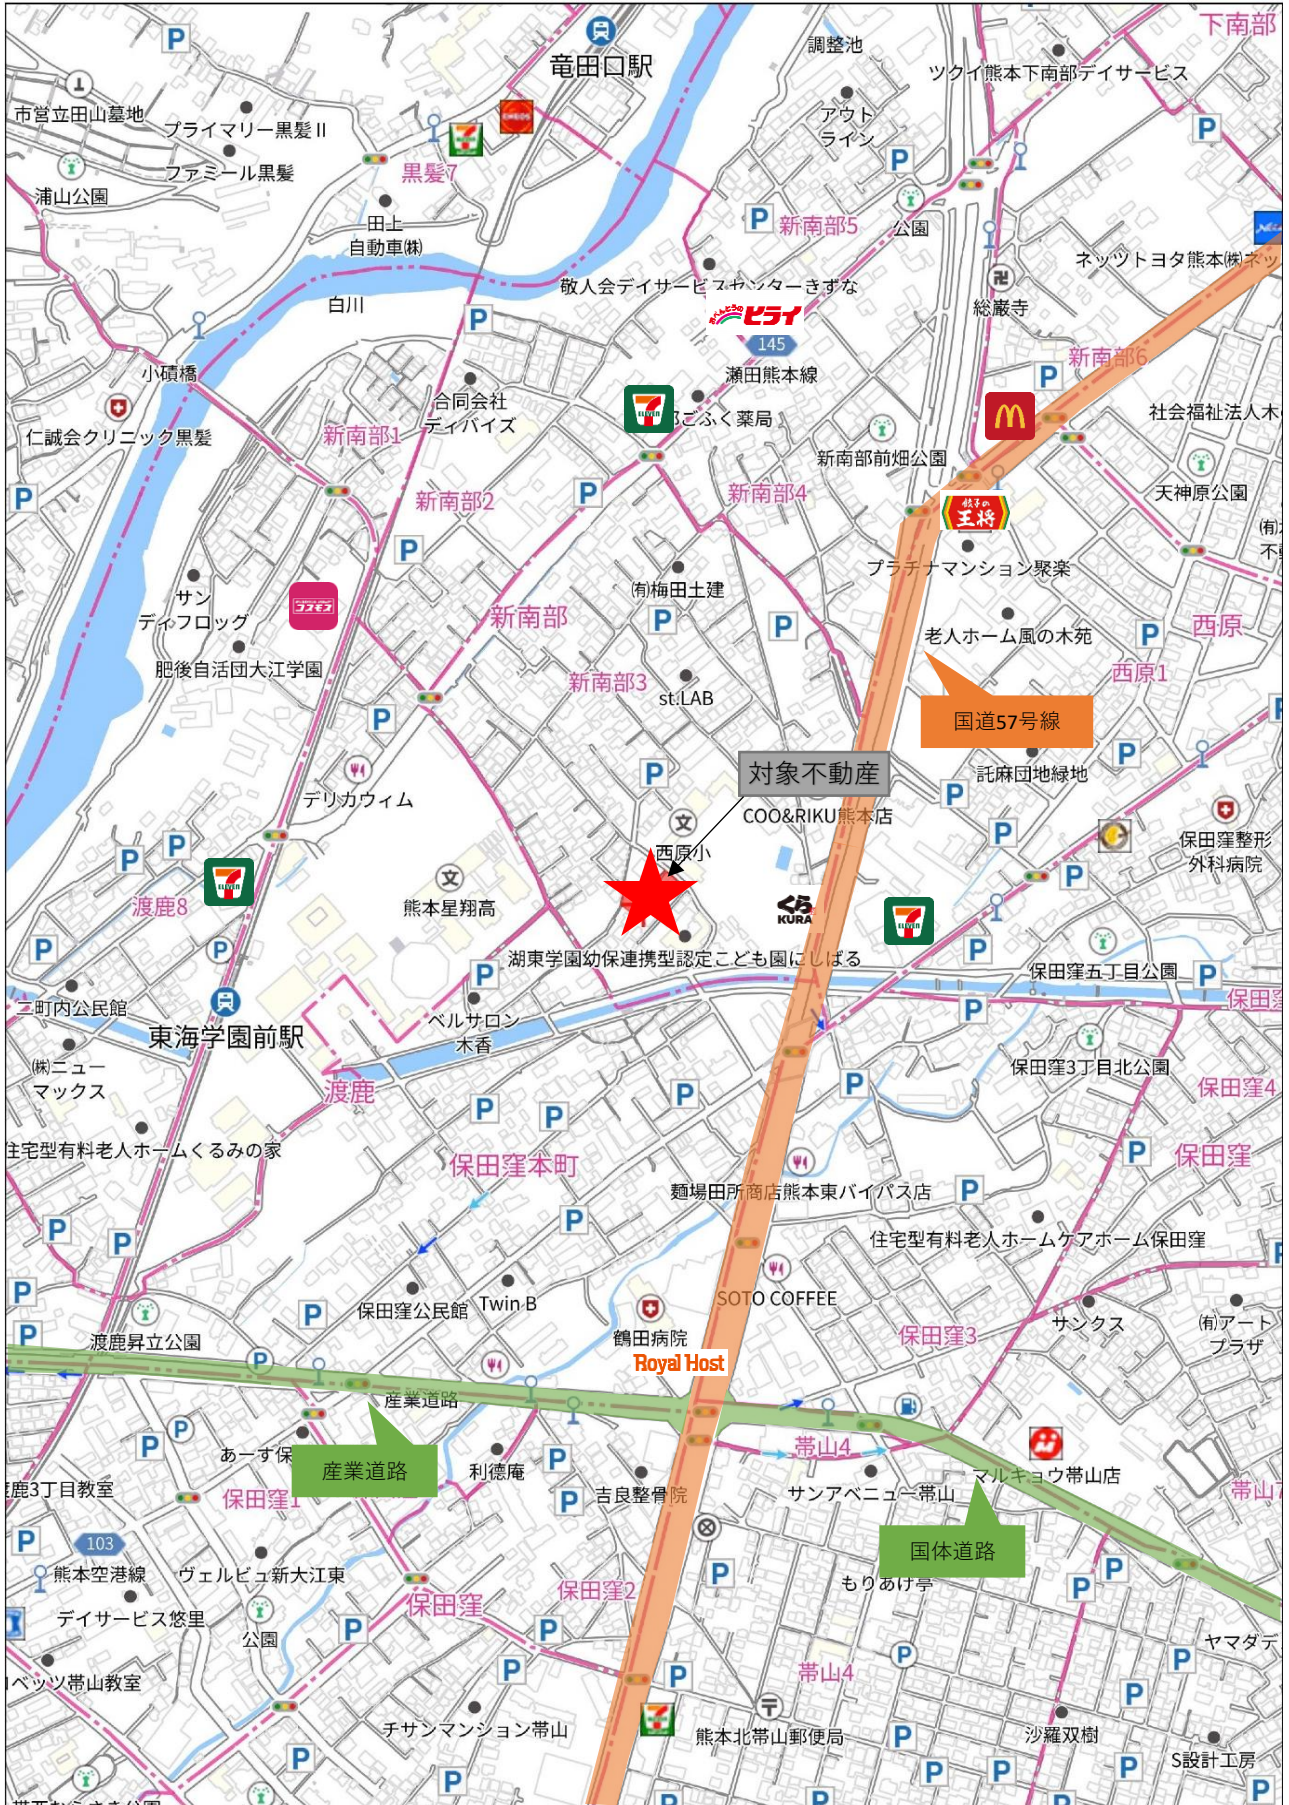 下南部
竜田口駅
調整池
ツクイ熊本下南部デイサービス
市営立田山墓地
プライマリー黒髪Ⅱ
ENEOS
アウト
ライン
ファミール黒髪
黒髪7
浦山公園
田上
自動車㈱
新南部5
公園
ネッツトヨタ熊本㈱ネッ
敬人会デイサービスセンターきずな
総巌寺
白川
おべんとうの
ヒライ
145
瀬田熊本線
新南部6
小磧橋
合同会社
ディバイズ
ELEVEN
ごふく薬局
社会福祉法人木
仁誠会クリニック黒髪
新南部1
新南部前畑公園
新南部2
新南部4
天神原公園
餃子の
王将
㈲
不
プラチナマンション聚楽
サン
ディフロッグ
コスモス
㈲梅田土建
新南部
老人ホーム風の木苑
西原
肥後自活団大江学園
新南部3
st.LAB
西原1
国道57号線
対象不動産
託麻団地緑地
デリカウィム
COO&RIKU熊本店
保田窪整形
外科病院
西原小
ELEVEN
渡鹿8
熊本星翔高
くら
KURA
ELEVEN
湖東学園幼保連携型認定こども園にしばる
保田窪五丁目公園
二町内公民館
保田窪
東海学園前駅
ベルサロン
木香
㈱ニュー
マックス
保田窪3丁目北公園
渡鹿
保田窪4
住宅型有料老人ホームくるみの家
保田窪本町
保田窪
麺場田所商店熊本東バイパス店
住宅型有料老人ホームケアホーム保田窪
保田窪公民館
Twin B
SOTO COFFEE
サンクス
㈲アート
プラザ
渡鹿昇立公園
鶴田病院
保田窪3
Royal Host
産業道路
あーす保
産業道路
利徳庵
帯山4
マルキョウ帯山店
渡鹿3丁目教室
保田窪1
吉良整骨院
サンアベニュー帯山
帯山7
103
熊本空港線
ヴェルビュ新大江東
国体道路
もりあげ亭
デイサービス悠里
保田窪
保田窪2
公園
ヤマダデ
ベッツ帯山教室
帯山4
チサンマンション帯山
熊本北帯山郵便局
沙羅双樹
S設計工房